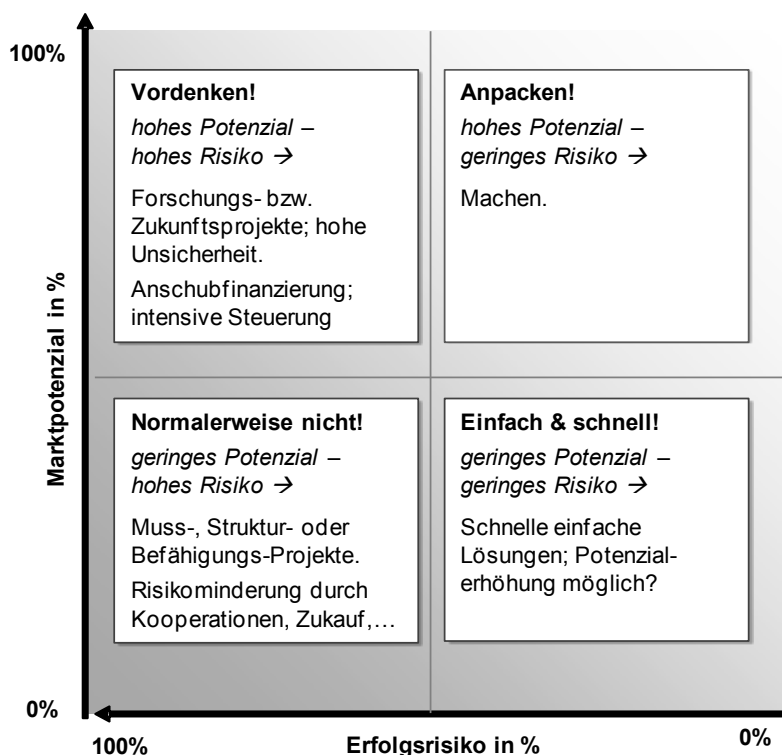 100%
Vordenken!
hohes Potenzial –
hohes Risiko →
Forschungs- bzw.
Zukunftsprojekte; hohe
Unsicherheit.
Anschubfinanzierung;
intensive Steuerung
Anpacken!
hohes Potenzial –
geringes Risiko →
Machen.
Marktpotenzial in %
Normalerweise nicht!
geringes Potenzial –
hohes Risiko →
Muss-, Struktur- oder
Befähigungs-Projekte.
Risikominderung durch
Kooperationen, Zukauf,...
Einfach & schnell!
geringes Potenzial –
geringes Risiko →
Schnelle einfache
Lösungen; Potenzial-
erhöhung möglich?
0%
100%
Erfolgsrisiko in %
0%